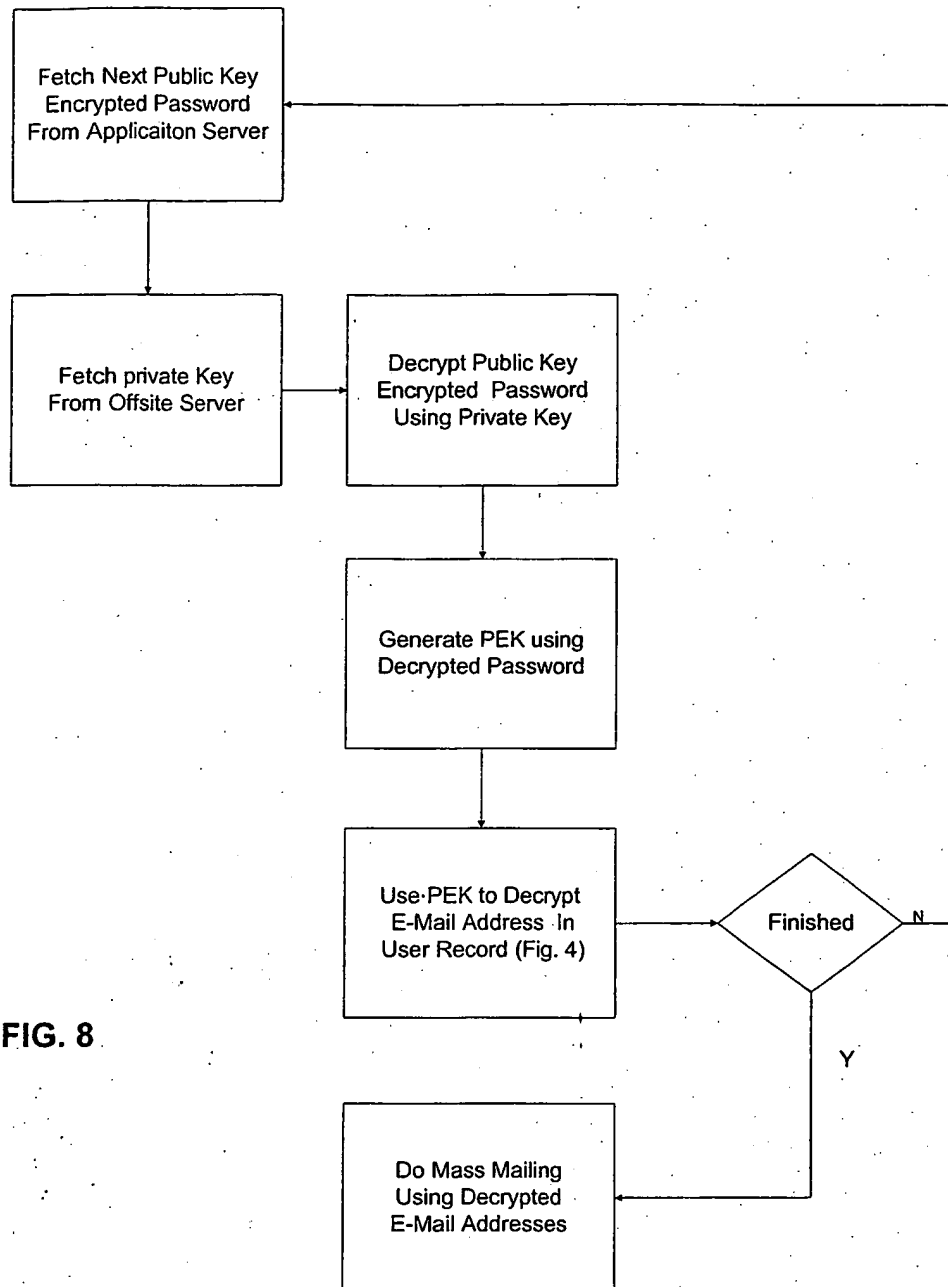 Fetch Next Public Key
Encrypted Password
From Applicaiton Server
Fetch private Key
From Offsite Server
Decrypt Public Key
Encrypted Password
Using Private Key
Generate PEK using
Decrypted Password
Use PEK to Decrypt
E-Mail Address In
User Record (Fig. 4)
Finished
N
Y
FIG. 8
Do Mass Mailing
Using Decrypted
E-Mail Addresses